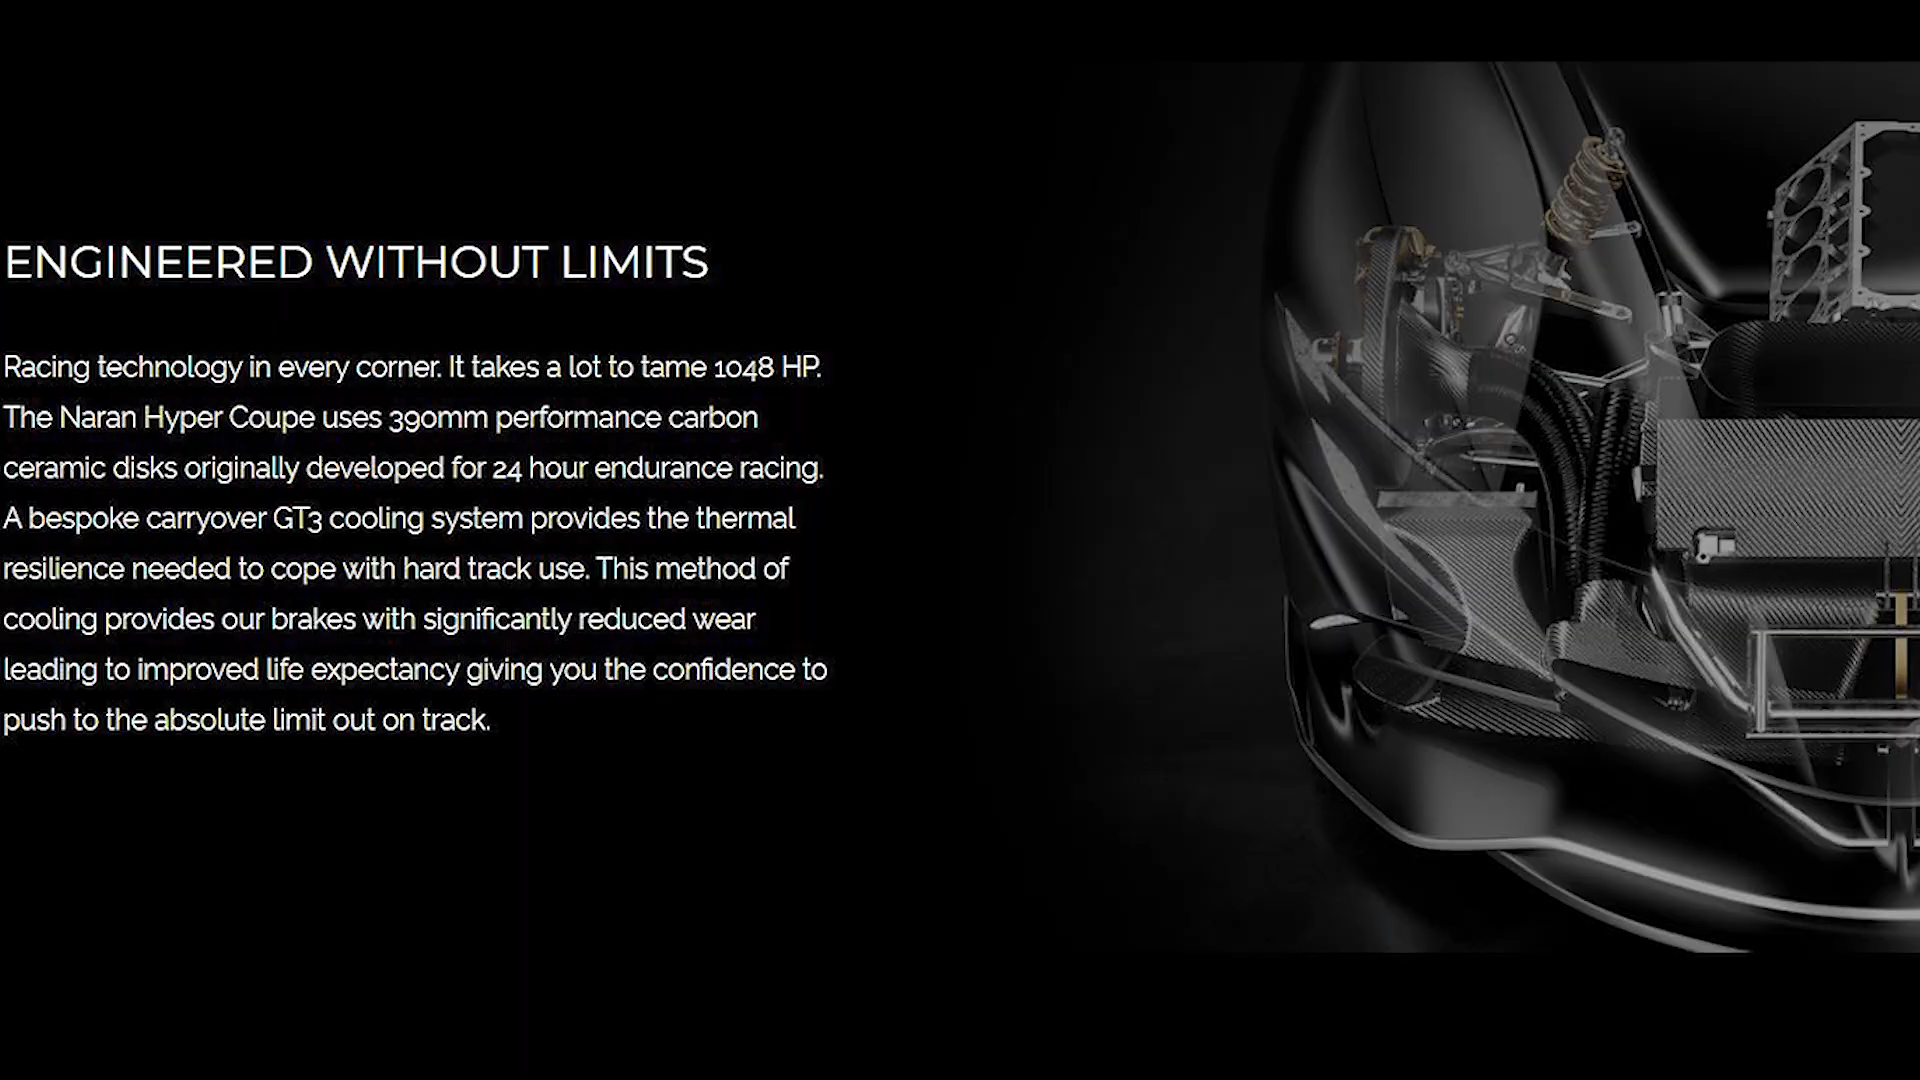 ENGINEERED WITHOUT LIMITS
Racing technology in every corner. It takes a lot to tame 1048 HP.
The Naran Hyper Coupe uses 390mm performance carbon
ceramic disks originally developed for 24 hour endurance racing.
A bespoke carryover GT3 cooling system provides the thermal
resilience needed to cope with hard track use. This method of
cooling provides our brakes with significantly reduced wear
leading to improved life expectancy giving you the confidence to
push to the absolute limit out on track.